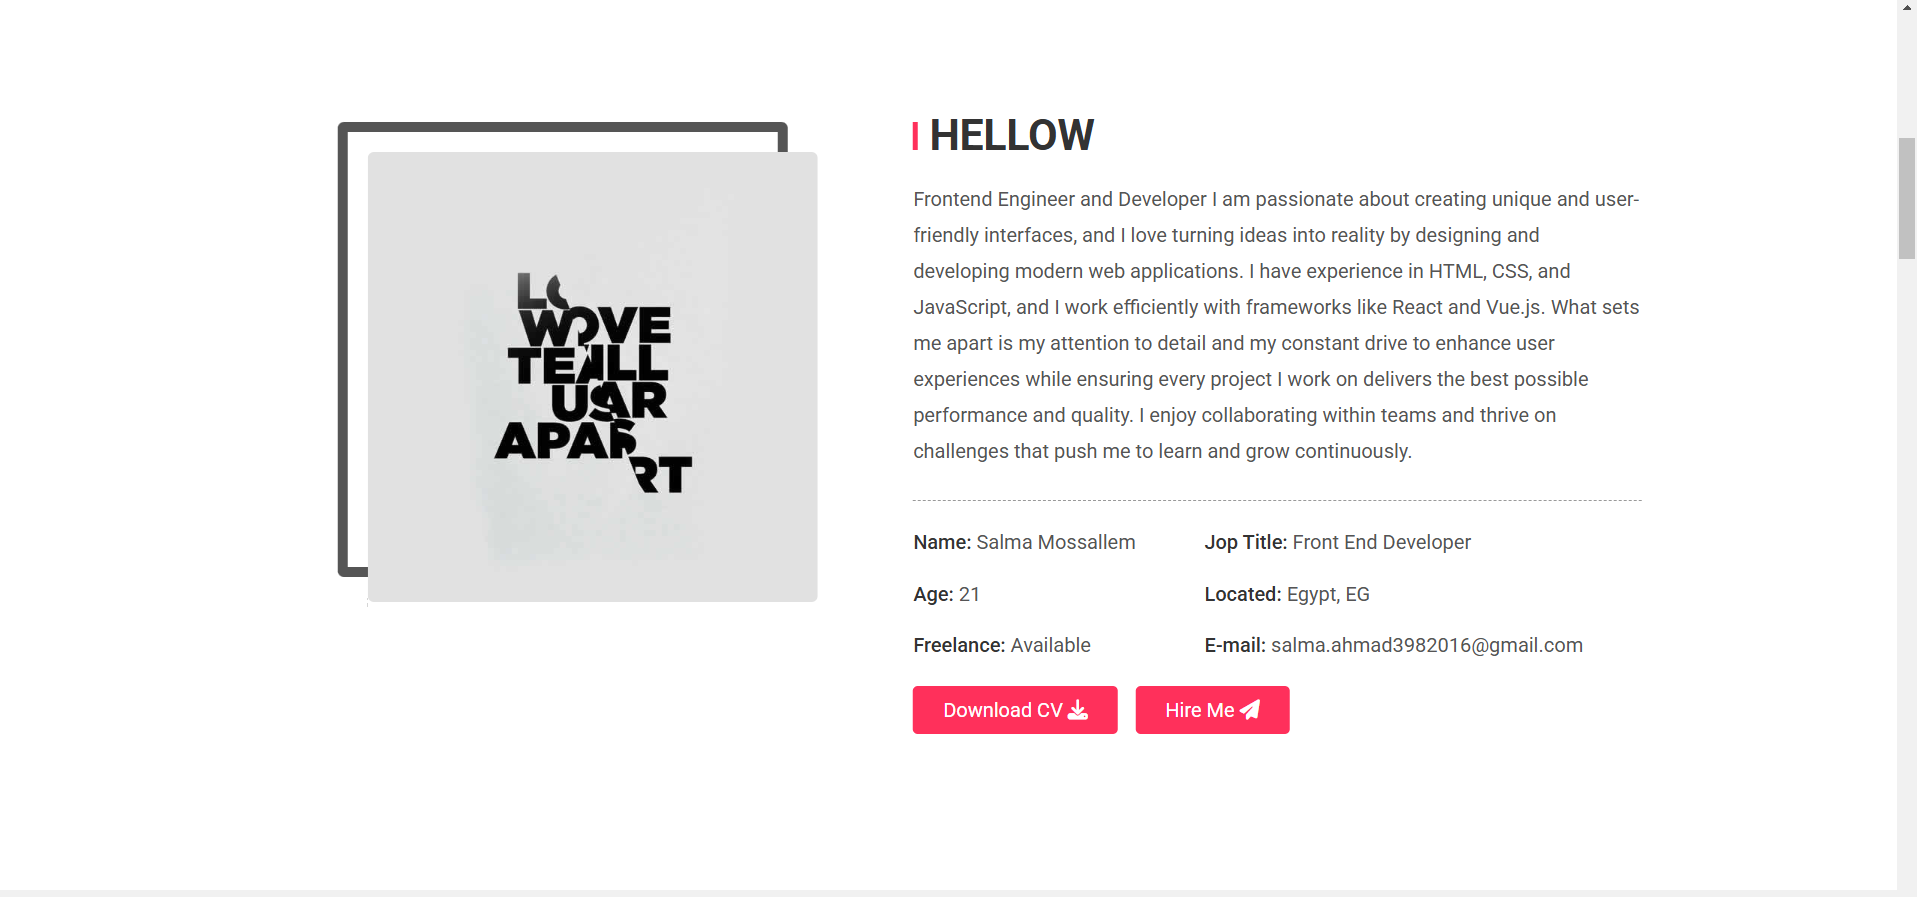 HELLOW
Frontend Engineer and Developer I am passionate about creating unique and user-
friendly interfaces, and I love turning ideas into reality by designing and
developing modern web applications. I have experience in HTML, CSS, and
JavaScript, and I work efficiently with frameworks like React and Vue.js. What sets
me apart is my attention to detail and my constant drive to enhance user
experiences while ensuring every project I work on delivers the best possible
performance and quality. I enjoy collaborating within teams and thrive on
challenges that push me to learn and grow continuously.
Name: Salma Mossallem
Jop Title: Front End Developer
Age: 21
Located: Egypt, EG
Freelance: Available
E-mail: salma.ahmad3982016@gmail.com
Download CV
Hire Me